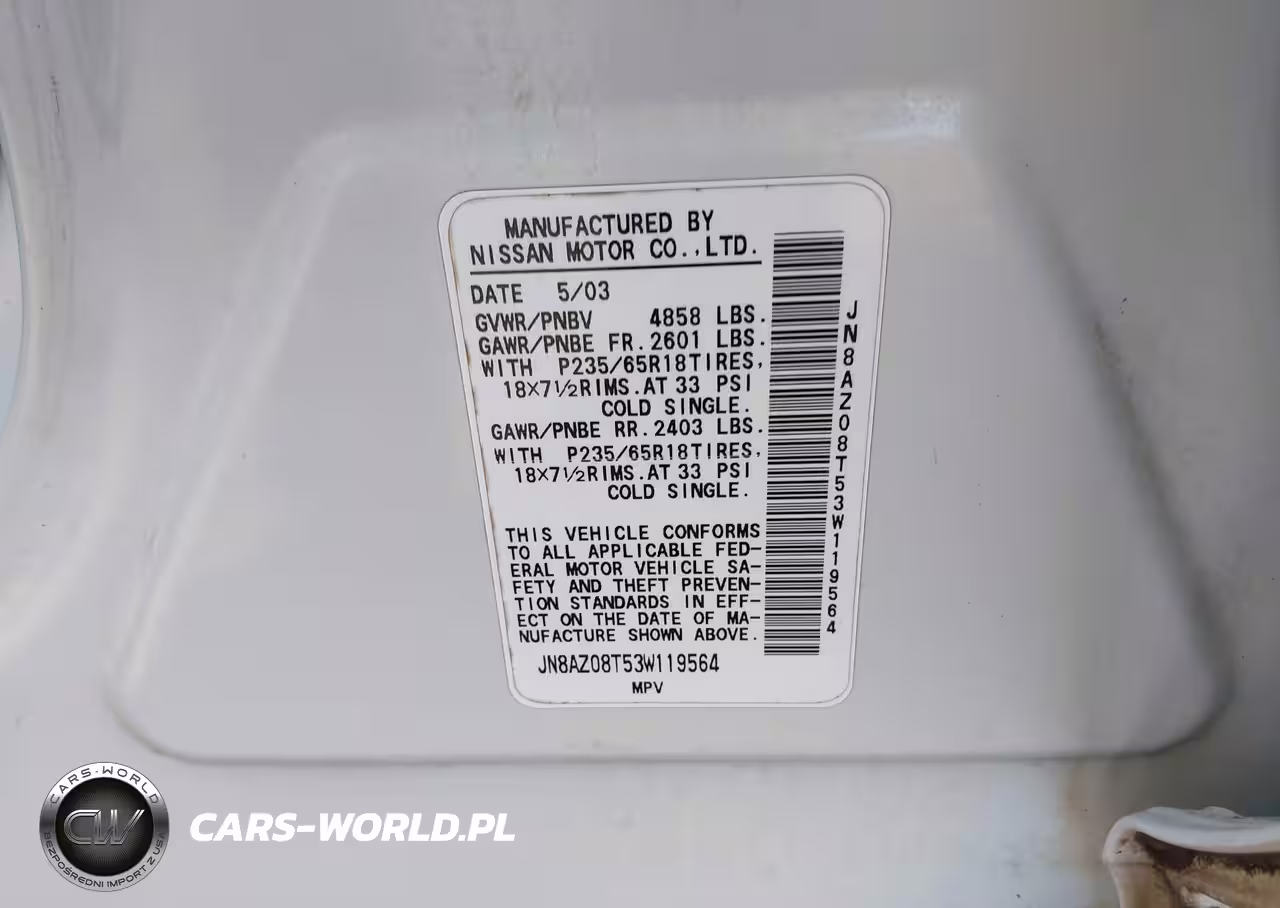 MANUFACTURED BY
NISSAN MOTOR CO.,LTD.
DATE 5/03
GVWR/PNBV 4858 LBS.
GAWR/PNBE FR. 2601 LBS.
WITH P235/65R18TIRES,
18×7½RIMS.AT 33 PSI
COLD SINGLE.
GAWR/PNBE RR. 2403 LBS.
WITH P235/65R18TIRES,
18×7½RIMS.AT 33 PSI
COLD SINGLE.
THIS VEHICLE CONFORMS
TO ALL APPLICABLE FED-
ERAL MOTOR VEHICLE SA-
FETY AND THEFT PREVEN-
TION STANDARDS IN EFF-
ECT ON THE DATE OF MA-
NUFACTURE SHOWN ABOVE.
JN8AZ08T53W119564
MPV
JN8AZ08T53W119564
CARS-WORLD
CW
BEZPOŚREDNI IMPORT Z USA
CARS-WORLD.PL